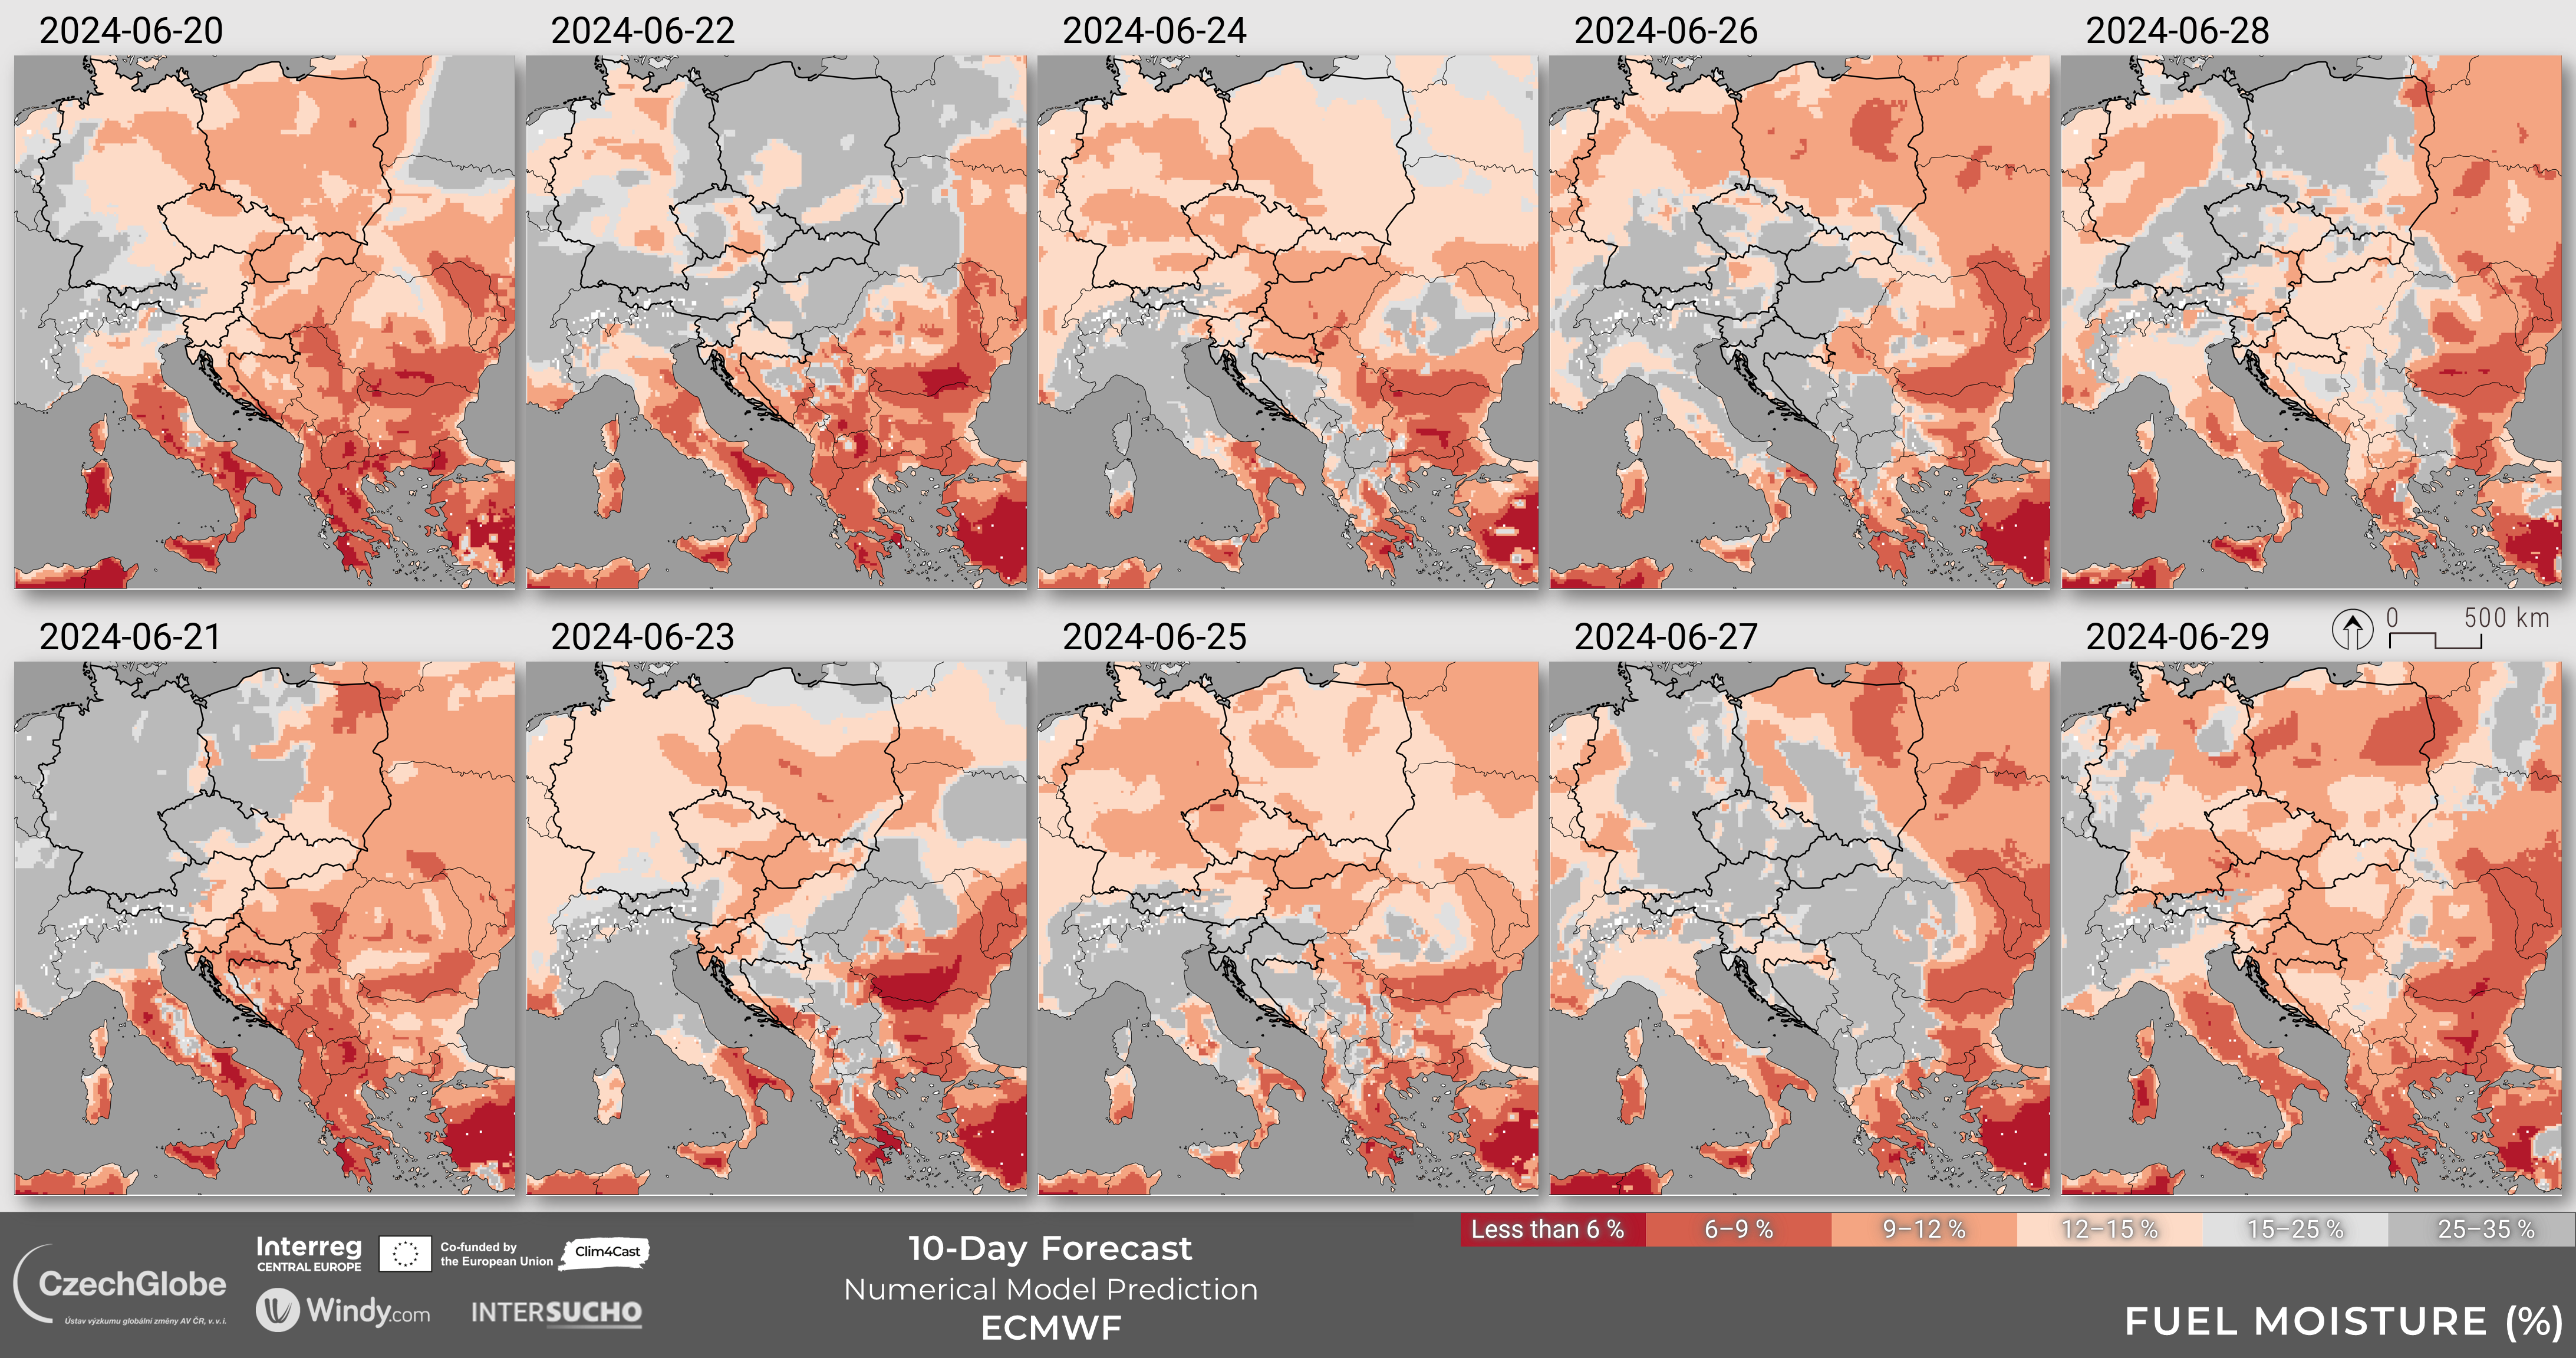 2024-06-20
2024-06-22
2024-06-24
2024-06-26
2024-06-28
0 500 km
2024-06-21
2024-06-23
2024-06-25
2024-06-27
2024-06-29
Less than 6 % 6–9 % 9–12 % 12–15 % 15–25 % 25–35 %
CzechGlobe
Ústav výzkumu globální změny AV ČR, v. v. i.
Interreg
CENTRAL EUROPE
Co-funded by
the European Union
Clim4Cast
Windy.com
INTERSUCHO
10-Day Forecast
Numerical Model Prediction
ECMWF
FUEL MOISTURE (%)